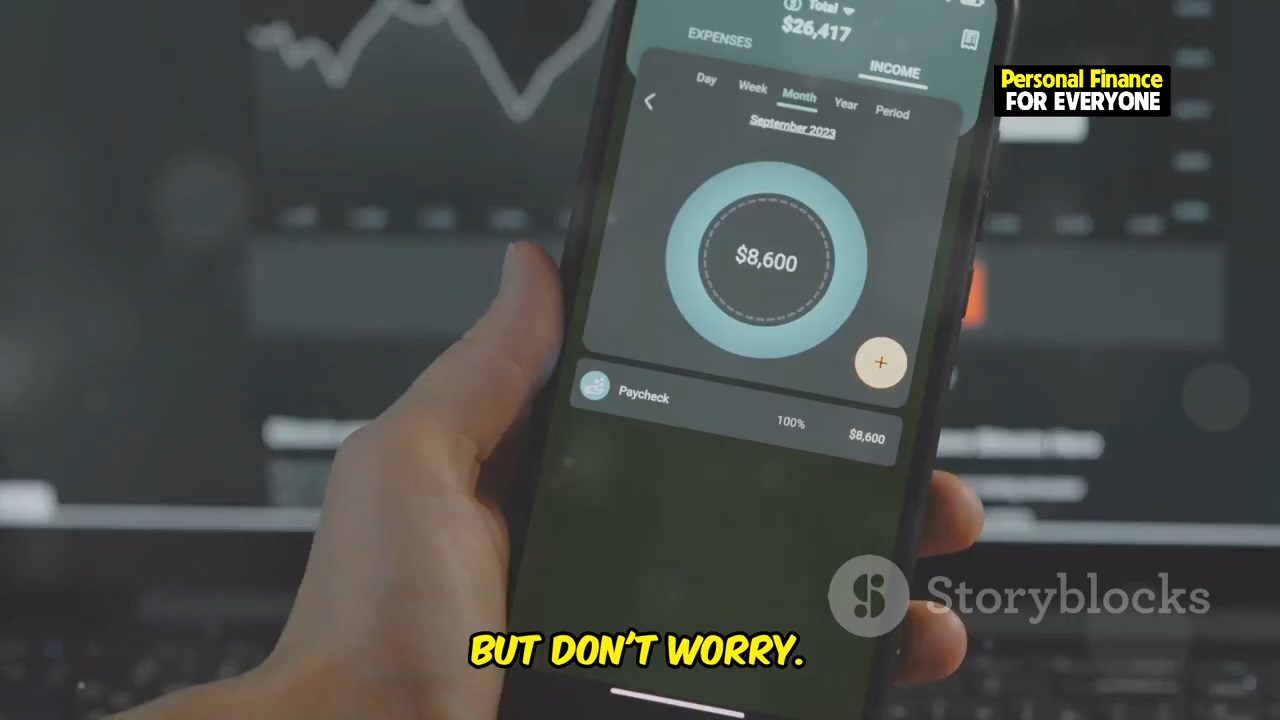 Total
$26,417
EXPENSES
INCOME
Day Week Month Year Period
September 2023
$8,600
+
Paycheck 100% $8,600
Personal Finance
FOR EVERYONE
Storyblocks
BUT DON'T WORRY.